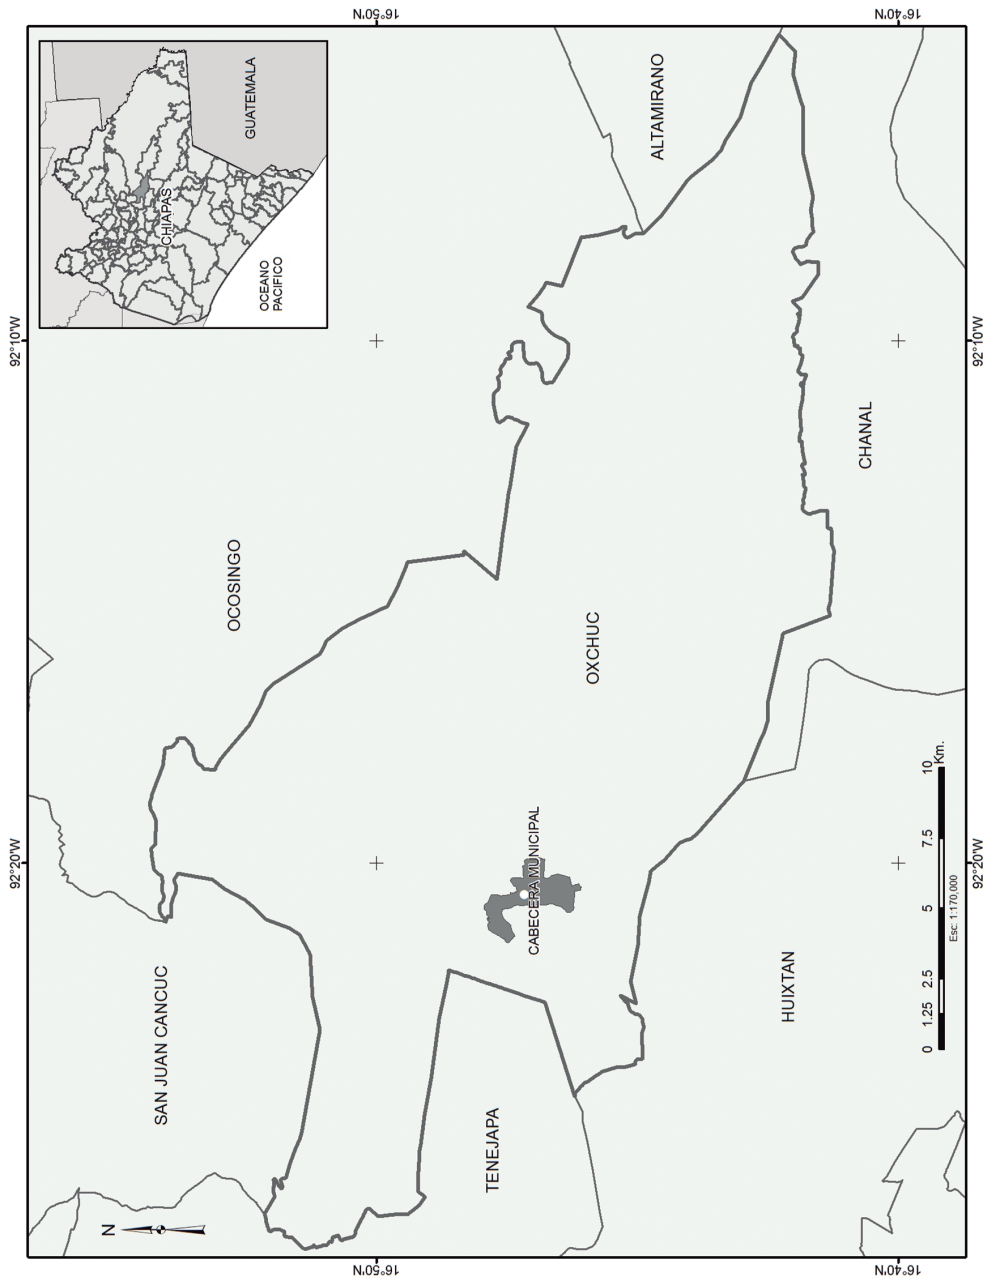 92°20'W
92°10'W
16°50'N
16°50'N
16°40'N
16°40'N
92°20'W
92°10'W
N
SAN JUAN CANCUC
OCOSINGO
TENEJAPA
CABECERA MUNICIPAL
OXCHUC
ALTAMIRANO
HUIXTAN
CHANAL
CHIAPAS
GUATEMALA
OCEANO
PACIFICO
0 1.25 2.5 5 7.5 10
Km.
Esc: 1:170,000